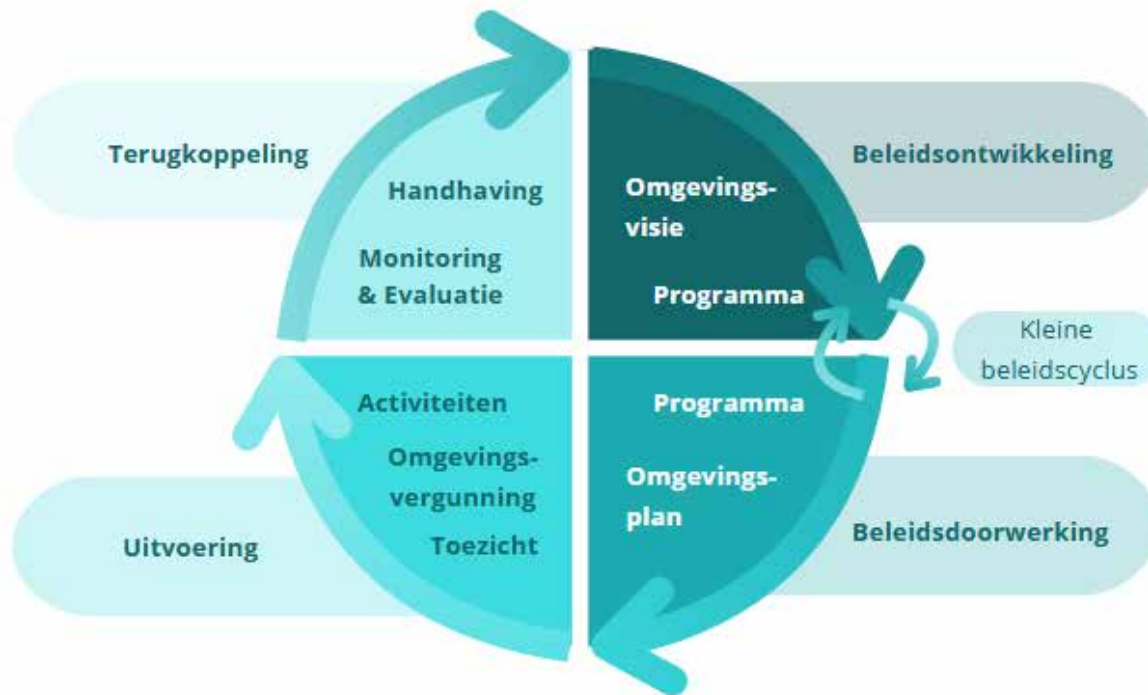 Terugkoppeling
Handhaving
Monitoring
& Evaluatie
Omgevings-
visie
Programma
Beleidsontwikkeling
Kleine
beleidscyclus
Activiteiten
Omgevings-
vergunning
Toezicht
Programma
Omgevings-
plan
Uitvoering
Beleidsdoorwerking